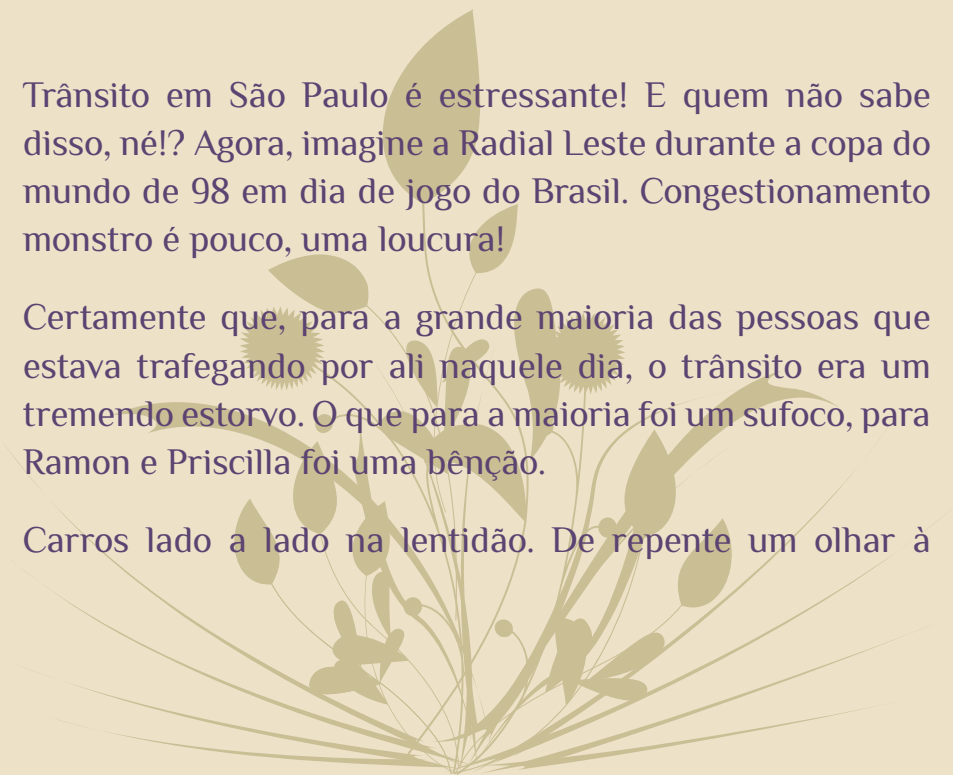 Trânsito em São Paulo é estressante! E quem não sabe
disso, né!? Agora, imagine a Radial Leste durante a copa do
mundo de 98 em dia de jogo do Brasil. Congestionamento
monstro é pouco, uma loucura!
Certamente que, para a grande maioria das pessoas que
estava trafegando por ali naquele dia, o trânsito era um
tremendo estorvo. O que para a maioria foi um sufoco, para
Ramon e Priscilla foi uma bênção.
Carros lado a lado na lentidão. De repente um olhar à